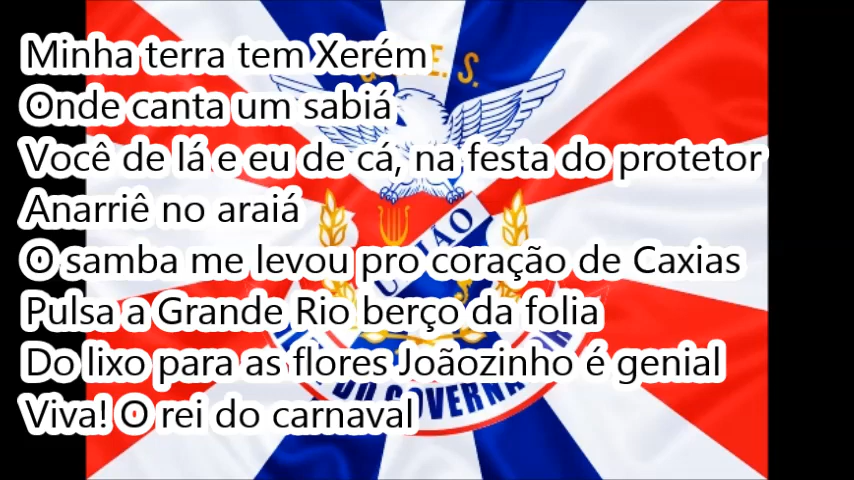 Minha terra tem Xerém
Onde canta um sabiá
Você de lá e eu de cá, na festa do protetor
Anarriê no araiá
O samba me levou pro coração de Caxias
Pulsa a Grande Rio berço da folia
Do lixo para as flores Joãozinho é genial
Viva! O rei do carnaval
E. S.
DO GOVERNA